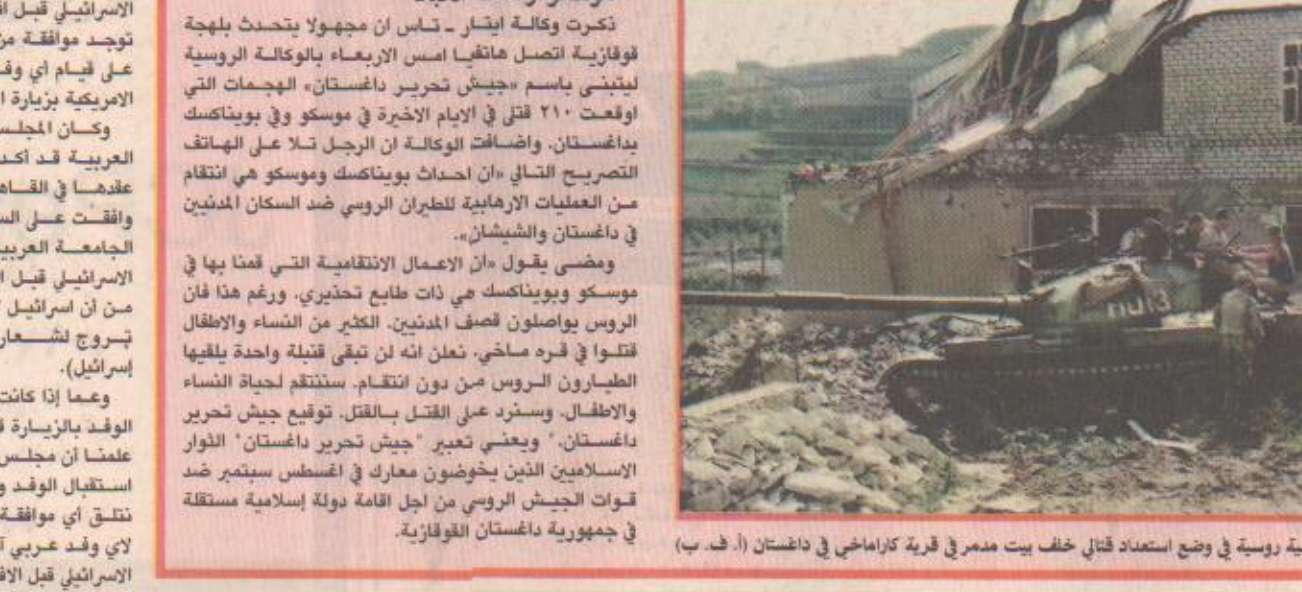 ذكرت وكالة ايتار ـ تاس ان مجهولا يتحدث بلهجة
قوقازية اتصل هاتفيا امس الاربعاء بالوكالة الروسية
ليتبنى باسم «جيش تحرير داغستان» الهجمات التي
اوقعت ٢١٠ قتلى في الايام الاخيرة في موسكو وفي بويناكسك
بداغستان. واضافت الوكالة ان الرجل تلا على الهاتف
التصريح التالي «ان احداث بويناكسك وموسكو هي انتقام
من العمليات الارهابية للطيران الروسي ضد السكان المدنيين
في داغستان والشيشان».
ومضى يقول «أن الاعمال الانتقامية التي قمنا بها في
موسكو وبويناكسك هي ذات طابع تحذيري. ورغم هذا فان
الروس يواصلون قصف المدنيين. الكثير من النساء والاطفال
قتلوا في قره ماخي. نعلن انه لن تبقى قنبلة واحدة يلقيها
الطيارون الروس من دون انتقام. سننتقم لحياة النساء
والاطفال. وسنرد على القتل بالقتل. توقيع جيش تحرير
داغستان." ويعني تعبير "جيش تحرير داغستان" الثوار
الاسلاميين الذين يخوضون معارك في اغسطس سبتمبر ضد
قوات الجيش الروسي من اجل اقامة دولة إسلامية مستقلة
في جمهورية داغستان القوقازية.
روسية في وضع استعداد قتالي خلف بيت مدمر في قرية كاراماخي في داغستان (أ. ف. ب)
الاسرائيلي قبل
توجد موافقة من
على قيام أي
الامريكية بزيارة
وكان المجلس
العربية قد أكد
عقدها في
وافقت على
الجامعة العربية
الاسرائيلي قبل
من ان اسرائيل
تروج
إسرائيل).
وعما إذا كانت
الوفد بالزيارة
علمنا أن مجلس
استقبال الوفد
نتلق أي موافقة
لاي وفد عربي
الاسرائيلي قبل